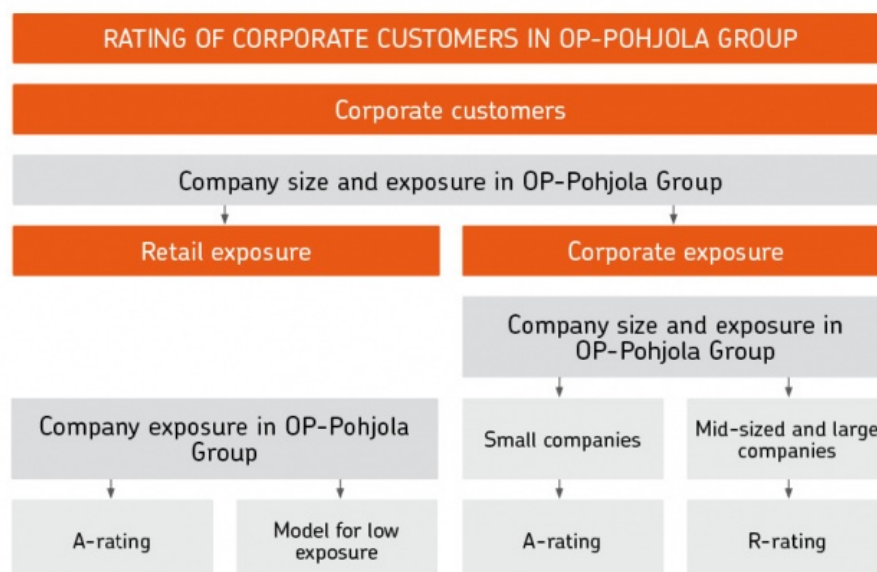 RATING OF CORPORATE CUSTOMERS IN OP-POHJOLA GROUP
Corporate customers
Company size and exposure in OP-Pohjola Group
Retail exposure
Corporate exposure
Company size and exposure in
OP-Pohjola Group
Company exposure in OP-Pohjola
Group
Small companies
Mid-sized and large
companies
A-rating
Model for low
exposure
A-rating
R-rating